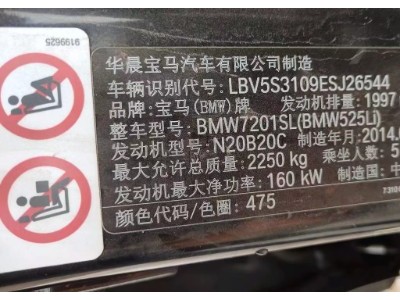 9199625
华晨宝马汽车有限公司制造
车辆识别代号: LBV5S3109ESJ26544
品牌: 宝马(BMW)牌 发动机排量: 1997
整车型号: BMW7201SL(BMW525Li)
发动机型号: N20B20C 制造年月: 2014.
最大允许总质量: 2250 kg 乘坐人数: 5
发动机最大净功率: 160 kW 制造国: 中
颜色代码/色圈: 475